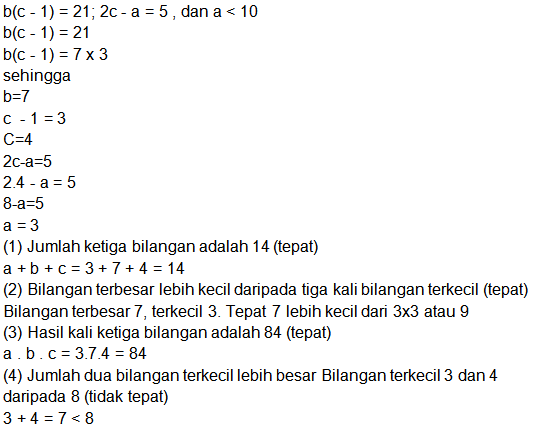 b(c - 1) = 21; 2c - a = 5 , dan a < 10
b(c - 1) = 21
b(c - 1) = 7 x 3
sehingga
b=7
c - 1 = 3
C=4
2c-a=5
2.4 - a = 5
8-a=5
a = 3
(1) Jumlah ketiga bilangan adalah 14 (tepat)
a + b + c = 3 + 7 + 4 = 14
(2) Bilangan terbesar lebih kecil daripada tiga kali bilangan terkecil (tepat)
Bilangan terbesar 7, terkecil 3. Tepat 7 lebih kecil dari 3x3 atau 9
(3) Hasil kali ketiga bilangan adalah 84 (tepat)
a . b . c = 3.7.4 = 84
(4) Jumlah dua bilangan terkecil lebih besar Bilangan terkecil 3 dan 4
daripada 8 (tidak tepat)
3 + 4 = 7 < 8